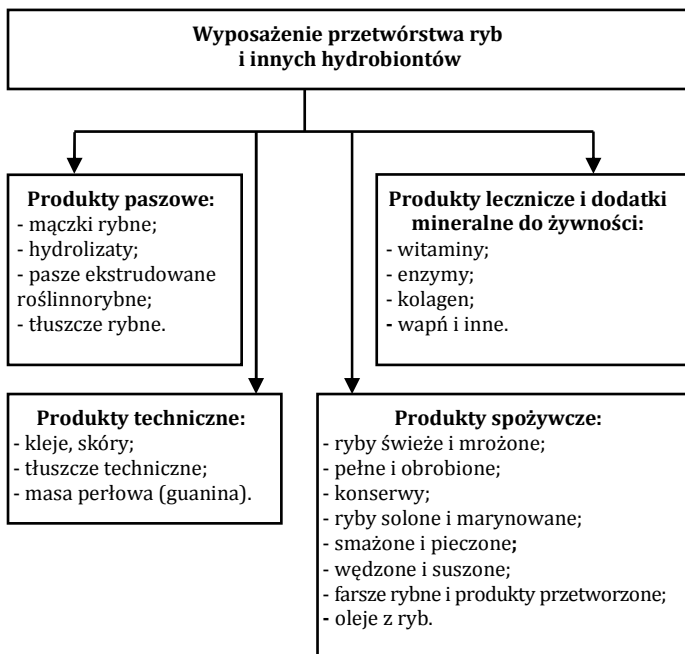 Wyposażenie przetwórstwa ryb
i innych hydrobiontów
Produkty paszowe:
- mączki rybne;
- hydrolizaty;
- pasze ekstrudowane
roślinnorybne;
- tłuszcze rybne.
Produkty lecznicze i dodatki
mineralne do żywności:
- witaminy;
- enzymy;
- kolagen;
- wapń i inne.
Produkty techniczne:
- kleje, skóry;
- tłuszcze techniczne;
- masa perłowa (guanina).
Produkty spożywcze:
- ryby świeże i mrożone;
- pełne i obrobione;
- konserwy;
- ryby solone i marynowane;
- smażone i pieczone;
- wędzone i suszone;
- farsze rybne i produkty przetworzone;
- oleje z ryb.